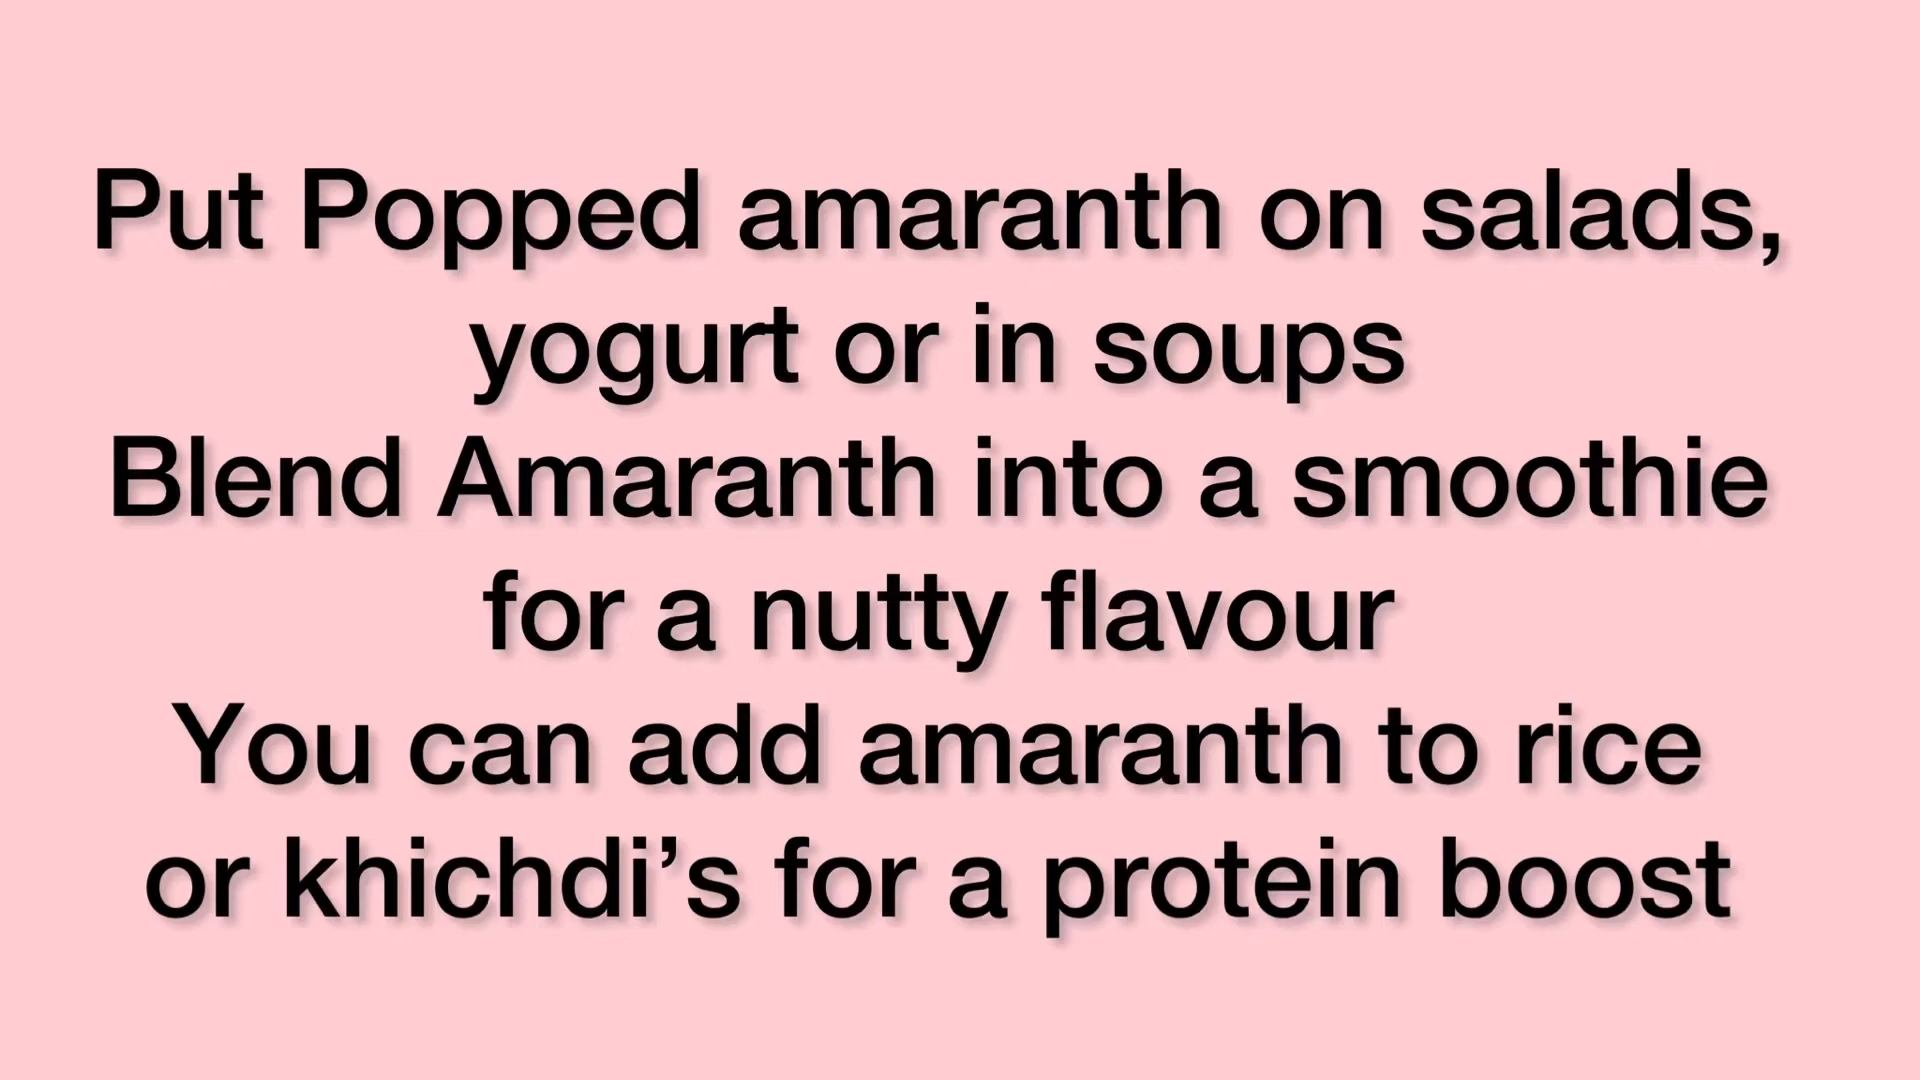 Put Popped amaranth on salads,
yogurt or in soups
Blend Amaranth into a smoothie
for a nutty flavour
You can add amaranth to rice
or khichdi’s for a protein boost